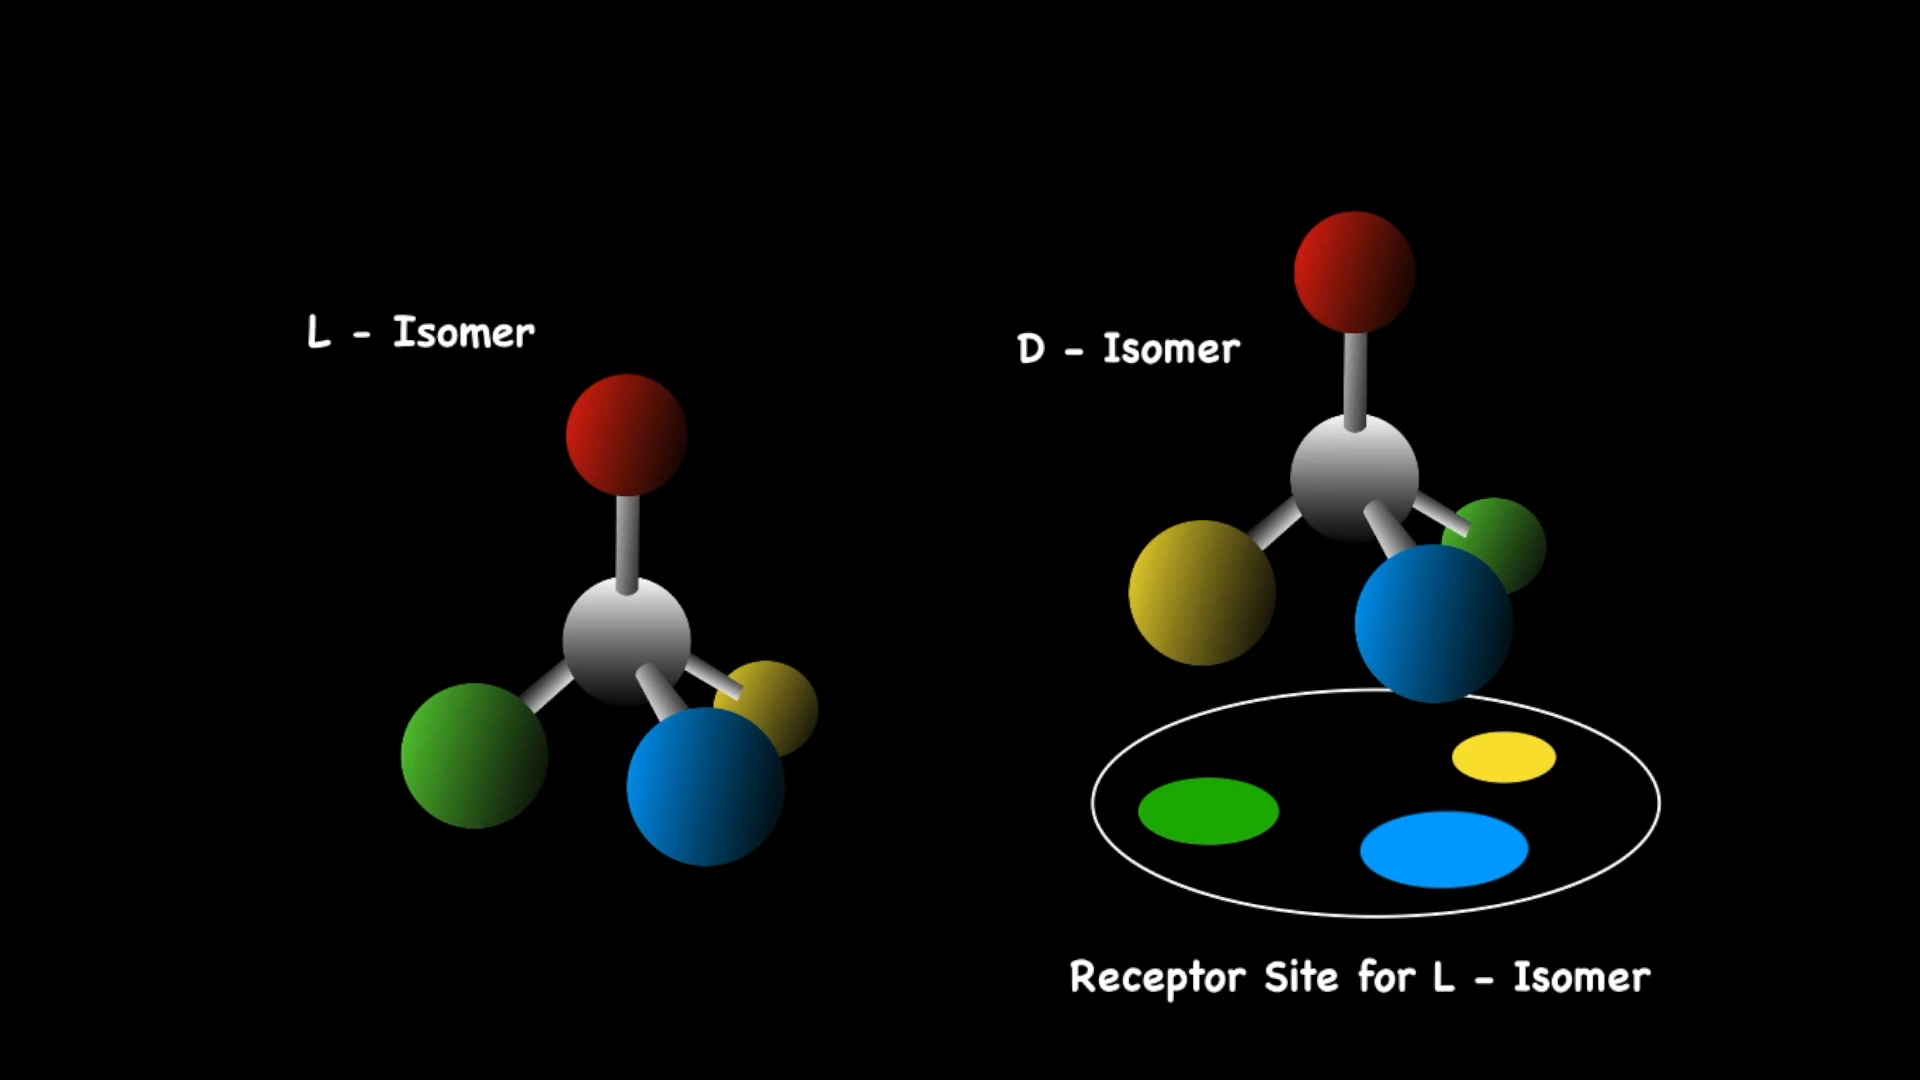 L - Isomer
D - Isomer
Receptor Site for L - Isomer